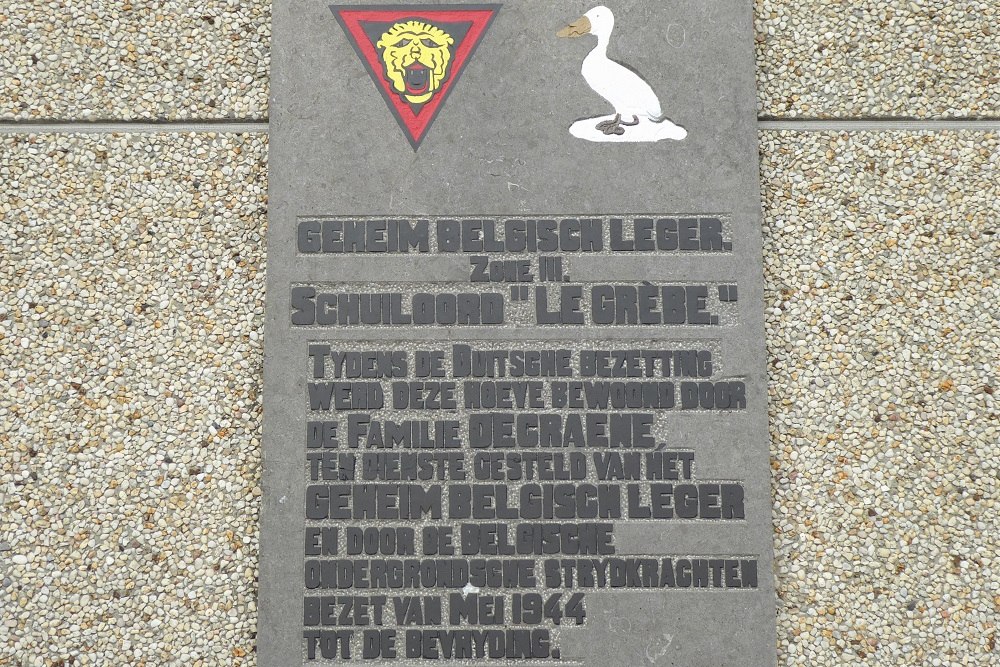 GEHEIM BELGISCH LEGER.
ZONE III.
SCHUILOORD "LE GRÈBE."
TYDENS DE DUITSCHE BEZETTING
WERD DEZE HOEVE BEWOOND DOOR
DE FAMILIE DEGRAENE,
TEN DIENSTE GESTELD VAN HET
GEHEIM BELGISCH LEGER
EN DOOR DE BELGISCHE
ONDERGRONDSCHE STRYDKRACHTEN
BEZET VAN MEI 1944
TOT DE BEVRYDING.